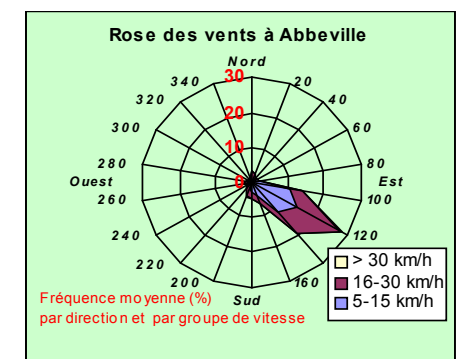 Rose des vents à Abbeville
Nord
340
30
20
320
20
40
300
10
60
280
80
Ouest
0
Est
260
100
240
120
220
200
Sud
160
> 30 km/h
16-30 km/h
5-15 km/h
Fréquence moyenne (%)
par direction et par groupe de vitesse